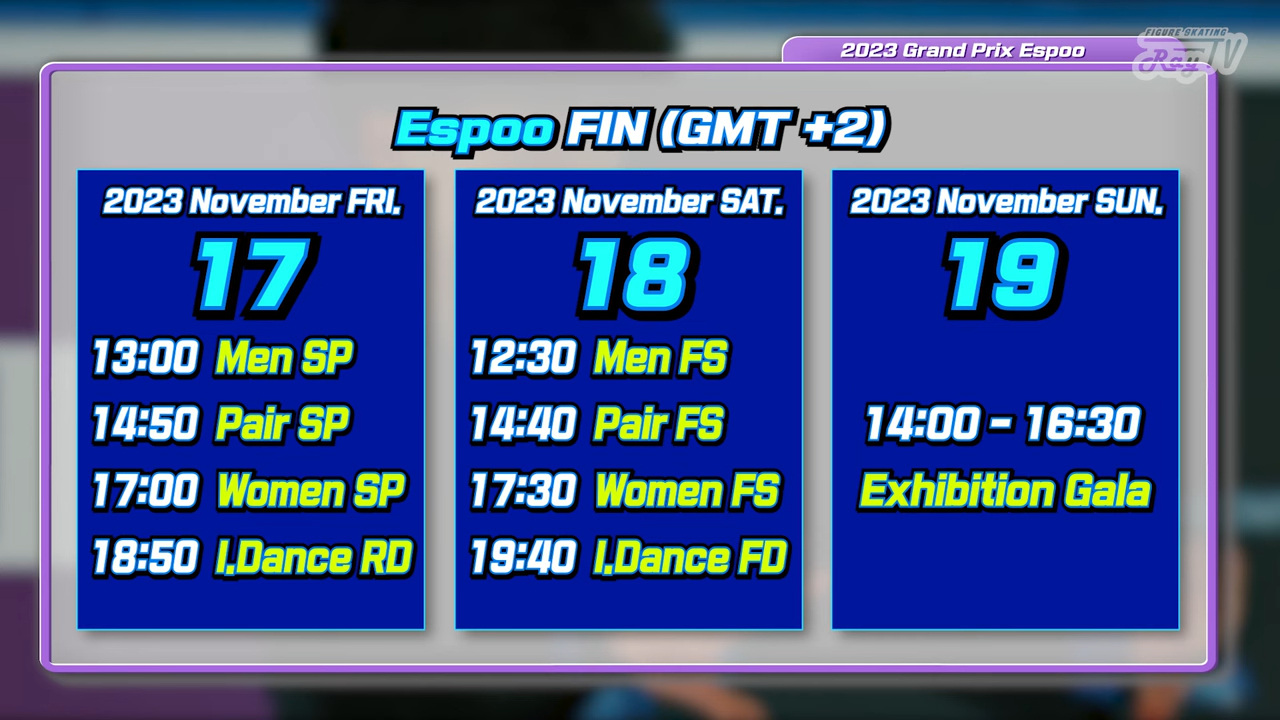 2023 Grand Prix Espoo
FIGURE SKATING
Ray TV
Espoo FIN (GMT +2)
2023 November FRI.
17
13:00 Men SP
14:50 Pair SP
17:00 Women SP
18:50 I.Dance RD
2023 November SAT.
18
12:30 Men FS
14:40 Pair FS
17:30 Women FS
19:40 I.Dance FD
2023 November SUN.
19
14:00 - 16:30
Exhibition Gala